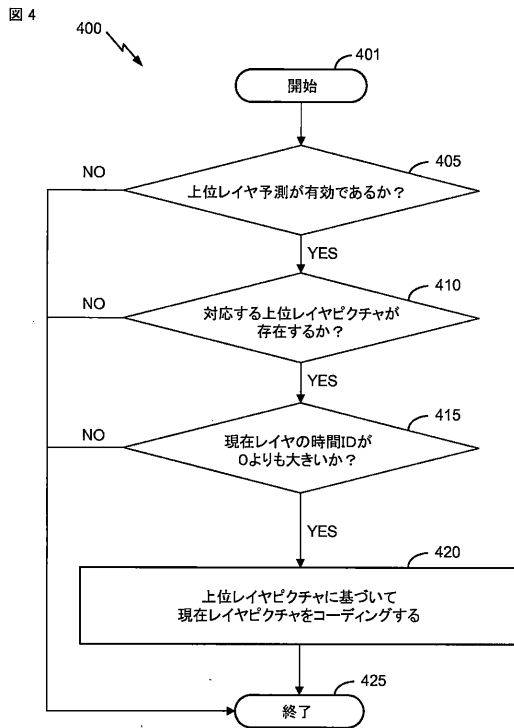 図 4
400
401
開始
405
NO
上位レイヤ予測が有効であるか？
YES
410
NO
対応する上位レイヤピクチャが
存在するか？
YES
415
NO
現在レイヤの時間IDが
0よりも大きいか？
YES
420
上位レイヤピクチャに基づいて
現在レイヤピクチャをコーディングする
425
終了